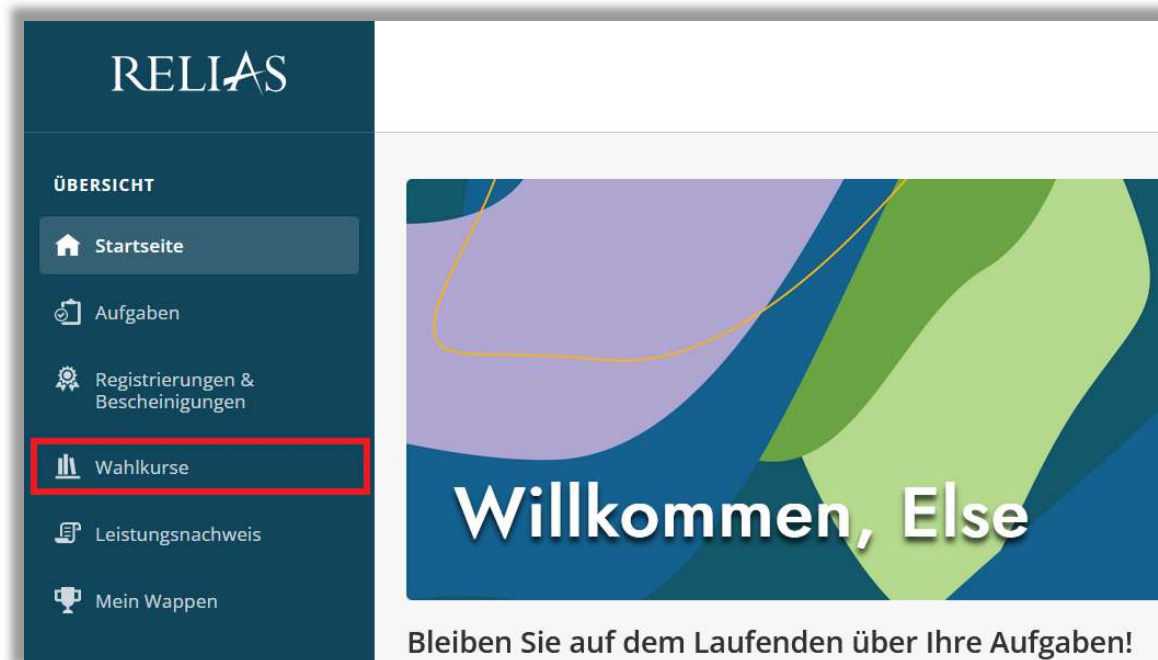 RELIAS
ÜBERSICHT
Startseite
Aufgaben
Registrierungen &
Bescheinigungen
Wahlkurse
Leistungsnachweis
Mein Wappen
Willkommen, Else
Bleiben Sie auf dem Laufenden über Ihre Aufgaben!